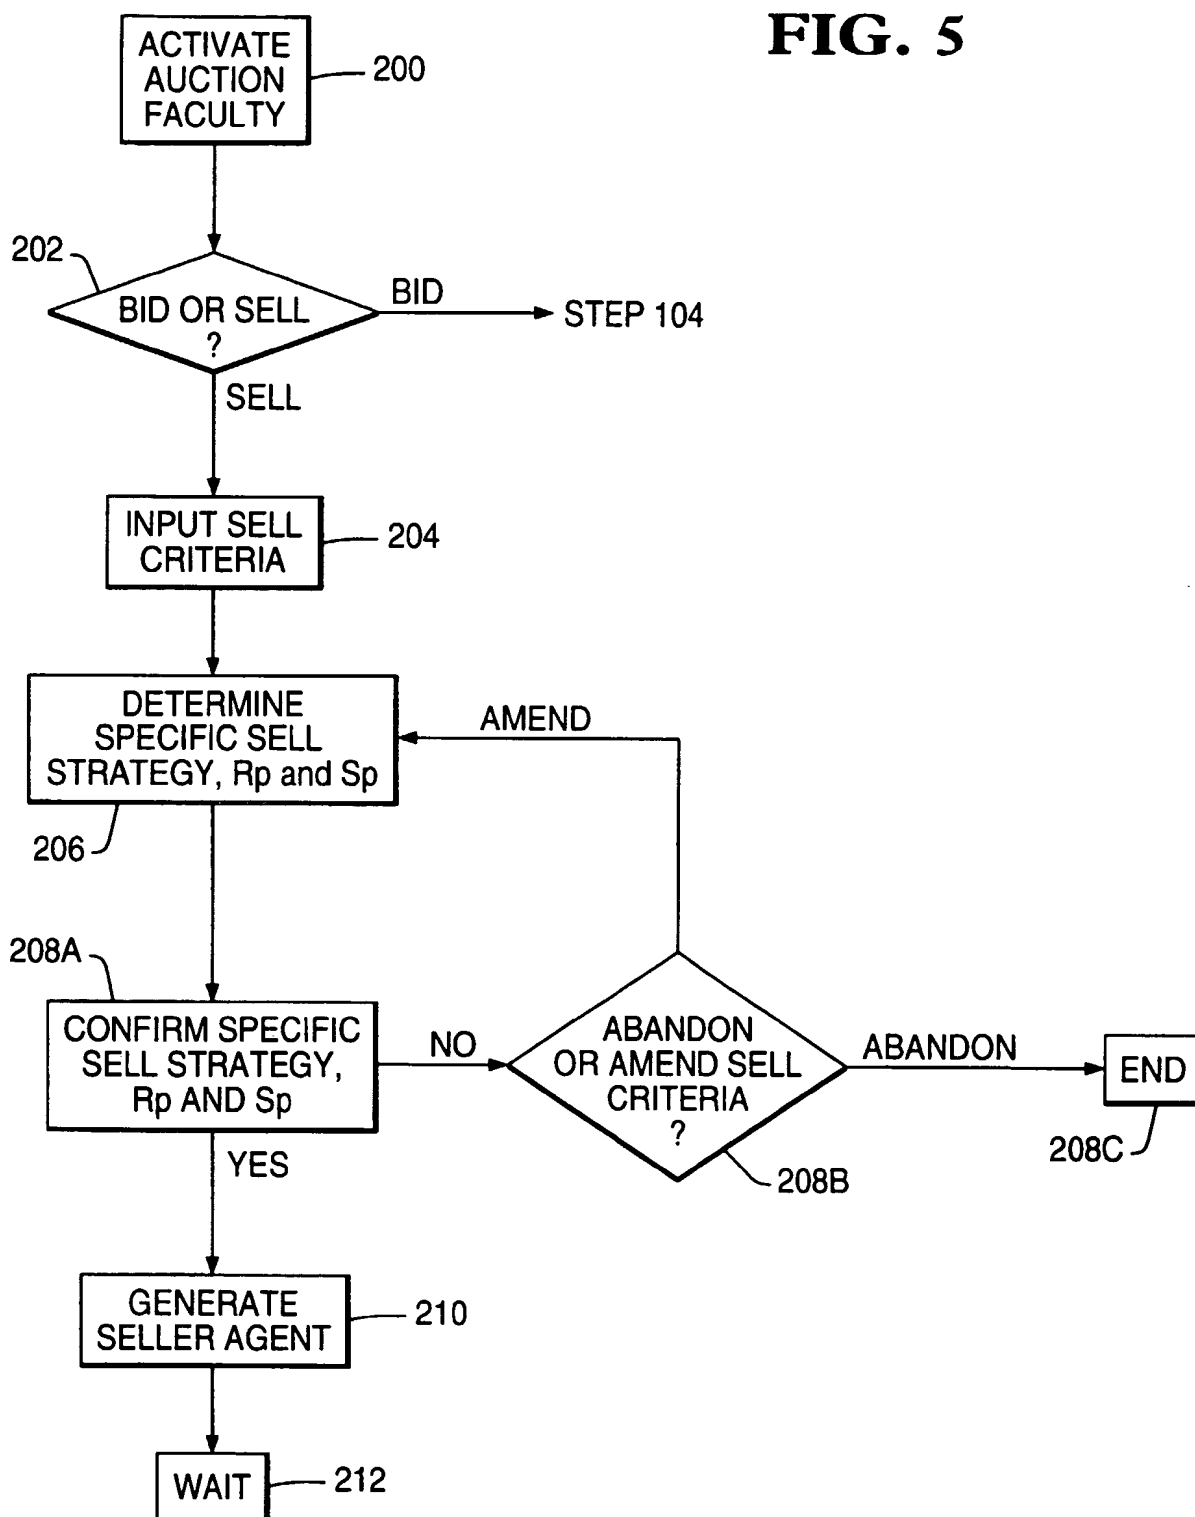 FIG. 5
ACTIVATE
AUCTION
FACULTY
200
202
BID OR SELL
?
BID
STEP 104
SELL
INPUT SELL
CRITERIA
204
DETERMINE
SPECIFIC SELL
STRATEGY, Rp and Sp
206
AMEND
208A
CONFIRM SPECIFIC
SELL STRATEGY,
Rp AND Sp
NO
ABANDON
OR AMEND SELL
CRITERIA
?
208B
ABANDON
END
208C
YES
GENERATE
SELLER AGENT
210
WAIT
212